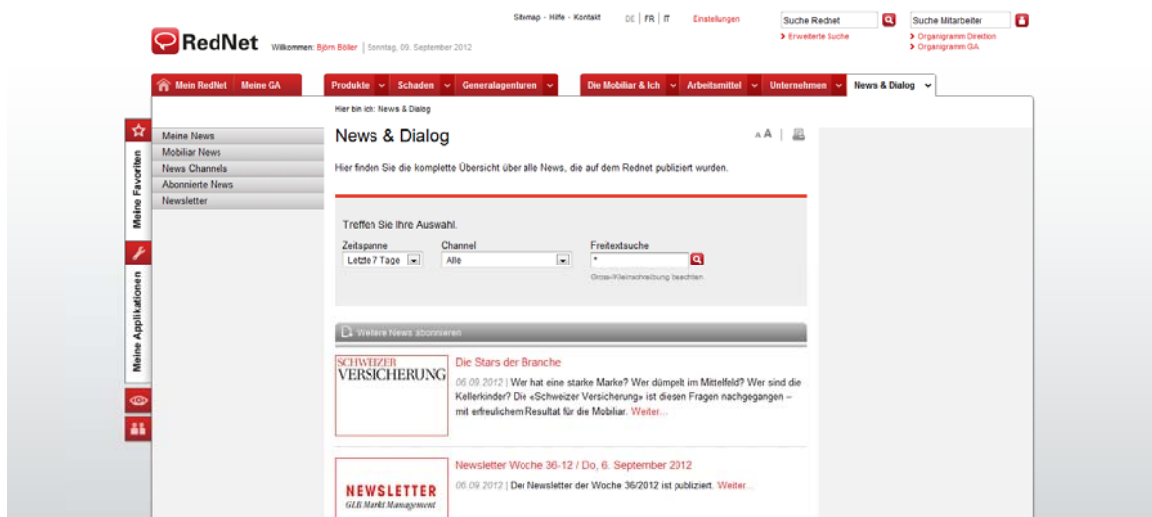 Sitemap - Hilfe - Kontakt DE | FR | IT Einstellungen Suche Rednet Suche Mitarbeiter
Erweiterte Suche Organigramm Direktion
Organigramm GA
RedNet Willkommen: Björn Böller | Sonntag, 09. September 2012
Mein RedNet Meine GA Produkte Schaden Generalagenturen Die Mobiliar & Ich Arbeitsmittel Unternehmen News & Dialog
Hier bin ich: News & Dialog
Meine News
Mobiliar News
News Channels
Abonnierte News
Newsletter
Meine Favoriten
Meine Applikationen
News & Dialog A A
Hier finden Sie die komplette Übersicht über alle News, die auf dem Rednet publiziert wurden.
Treffen Sie Ihre Auswahl.
Zeitspanne Channel Freitextsuche
Letzte 7 Tage Alle *
Gross-/Kleinschreibung beachten
Weitere News abonnieren
SCHWEIZER
VERSICHERUNG
Die Stars der Branche
06.09.2012 | Wer hat eine starke Marke? Wer dümpelt im Mittelfeld? Wer sind die
Kellerkinder? Die «Schweizer Versicherung» ist diesen Fragen nachgegangen –
mit erfreulichem Resultat für die Mobiliar. Weiter...
NEWSLETTER
GLB Markt Management
Newsletter Woche 36-12 / Do, 6. September 2012
06.09.2012 | Der Newsletter der Woche 36/2012 ist publiziert. Weiter...